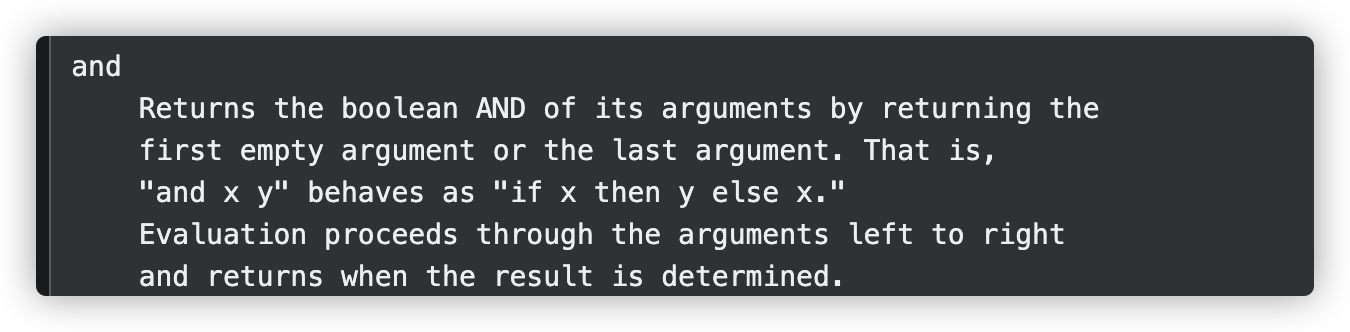 and
Returns the boolean AND of its arguments by returning the
first empty argument or the last argument. That is,
"and x y" behaves as "if x then y else x."
Evaluation proceeds through the arguments left to right
and returns when the result is determined.